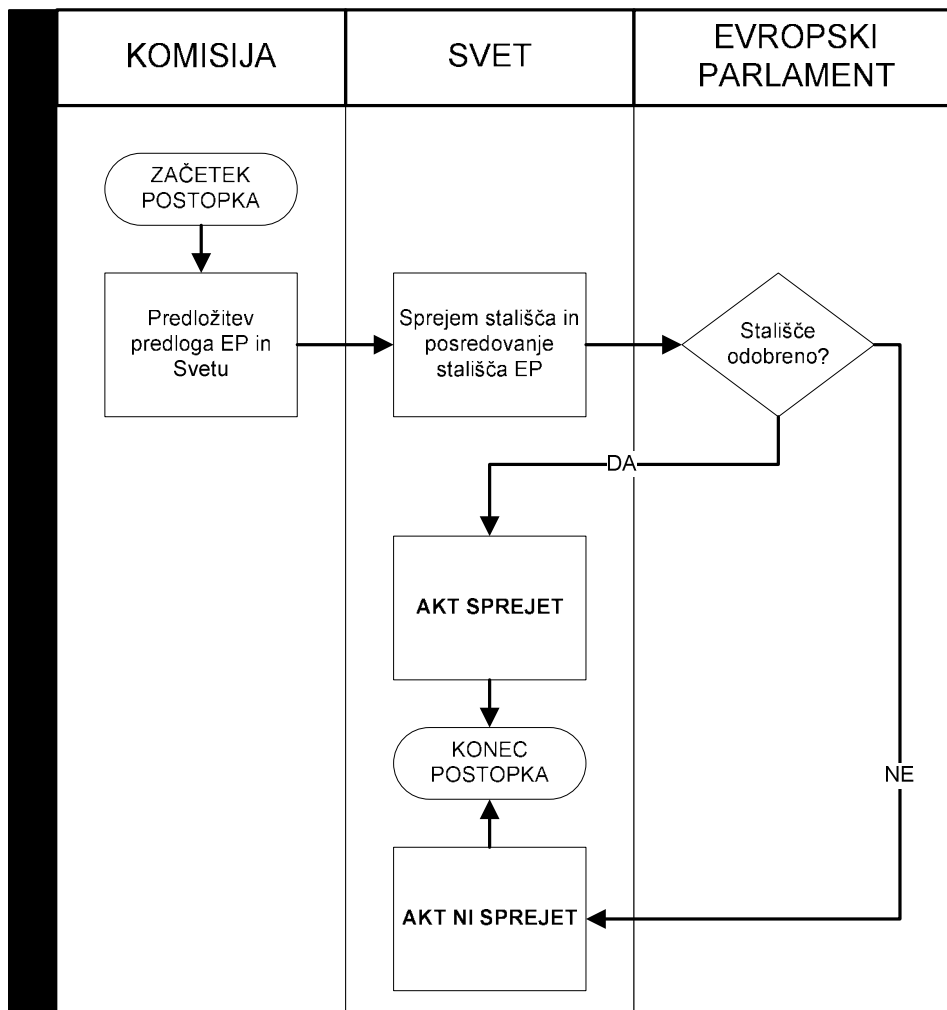 KOMISIJA
SVET
EVROPSKI
PARLAMENT
ZAČETEK
POSTOPKA
Predložitev
predloga EP in
Svetu
Sprejem stališča in
posredovanje
stališča EP
Stališče
odobreno?
DA
AKT SPREJET
KONEC
POSTOPKA
NE
AKT NI SPREJET